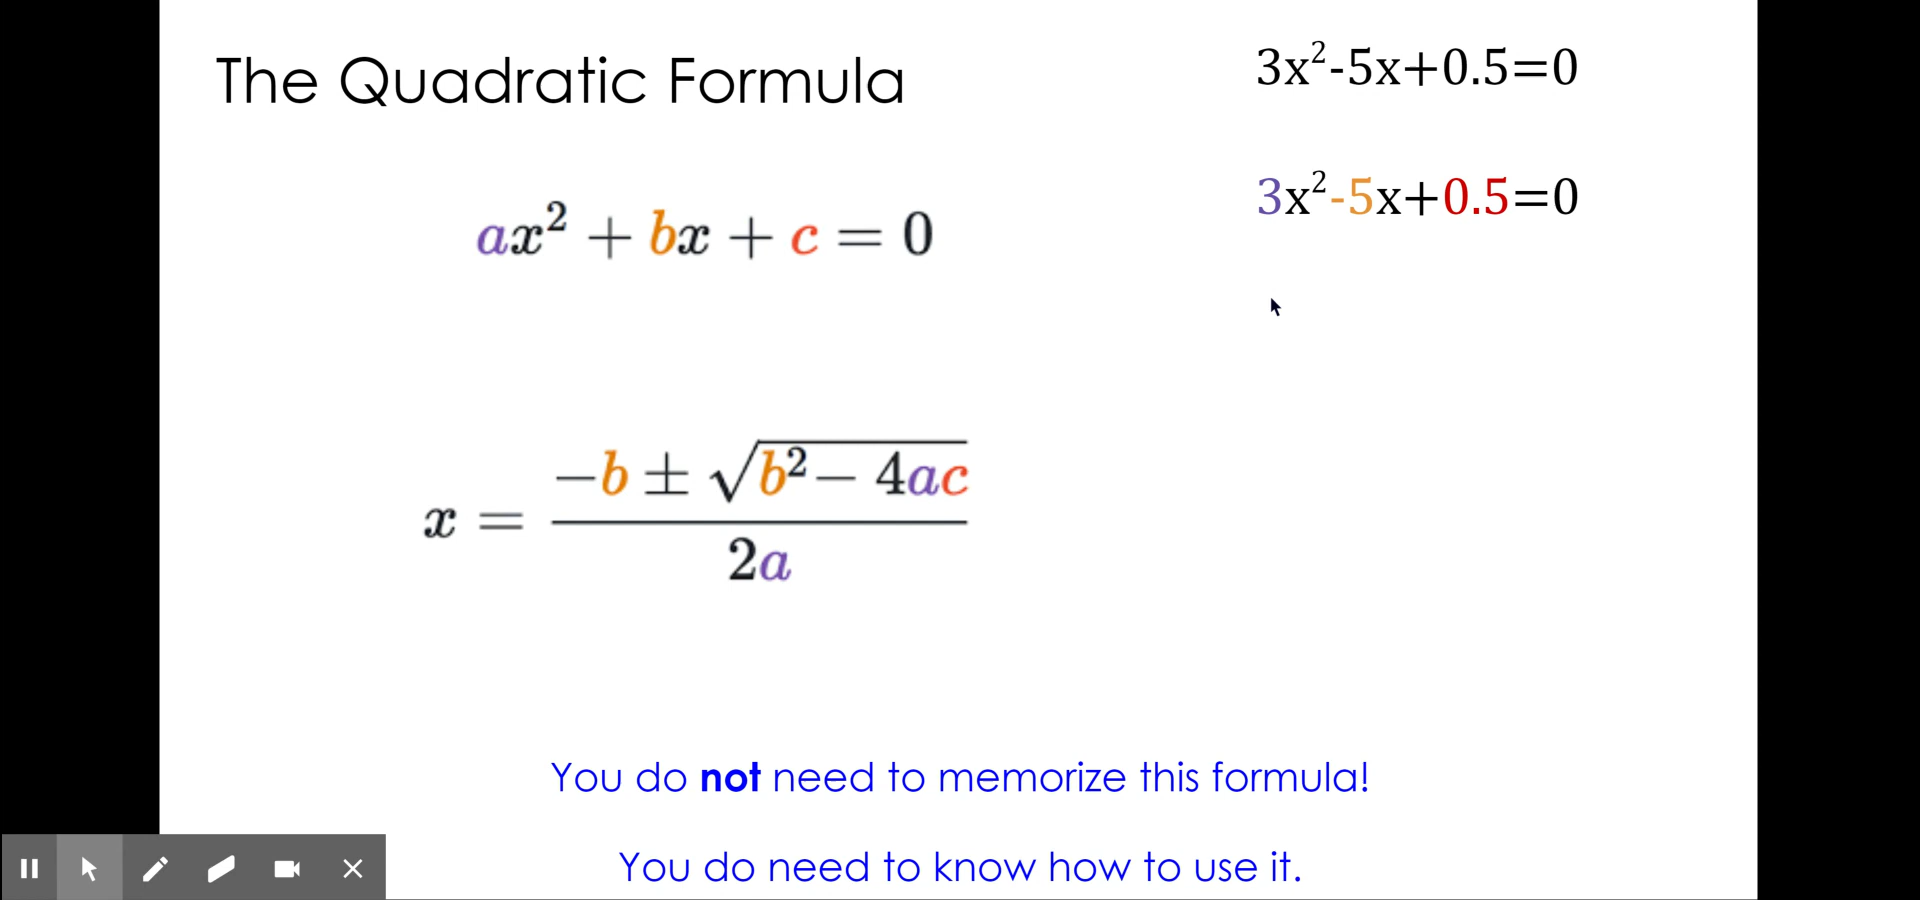 The Quadratic Formula
3x²-5x+0.5=0
3x²-5x+0.5=0
ax² + bx + c = 0
x = (-b ± √(b² – 4ac)) / 2a
You do not need to memorize this formula!
You do need to know how to use it.